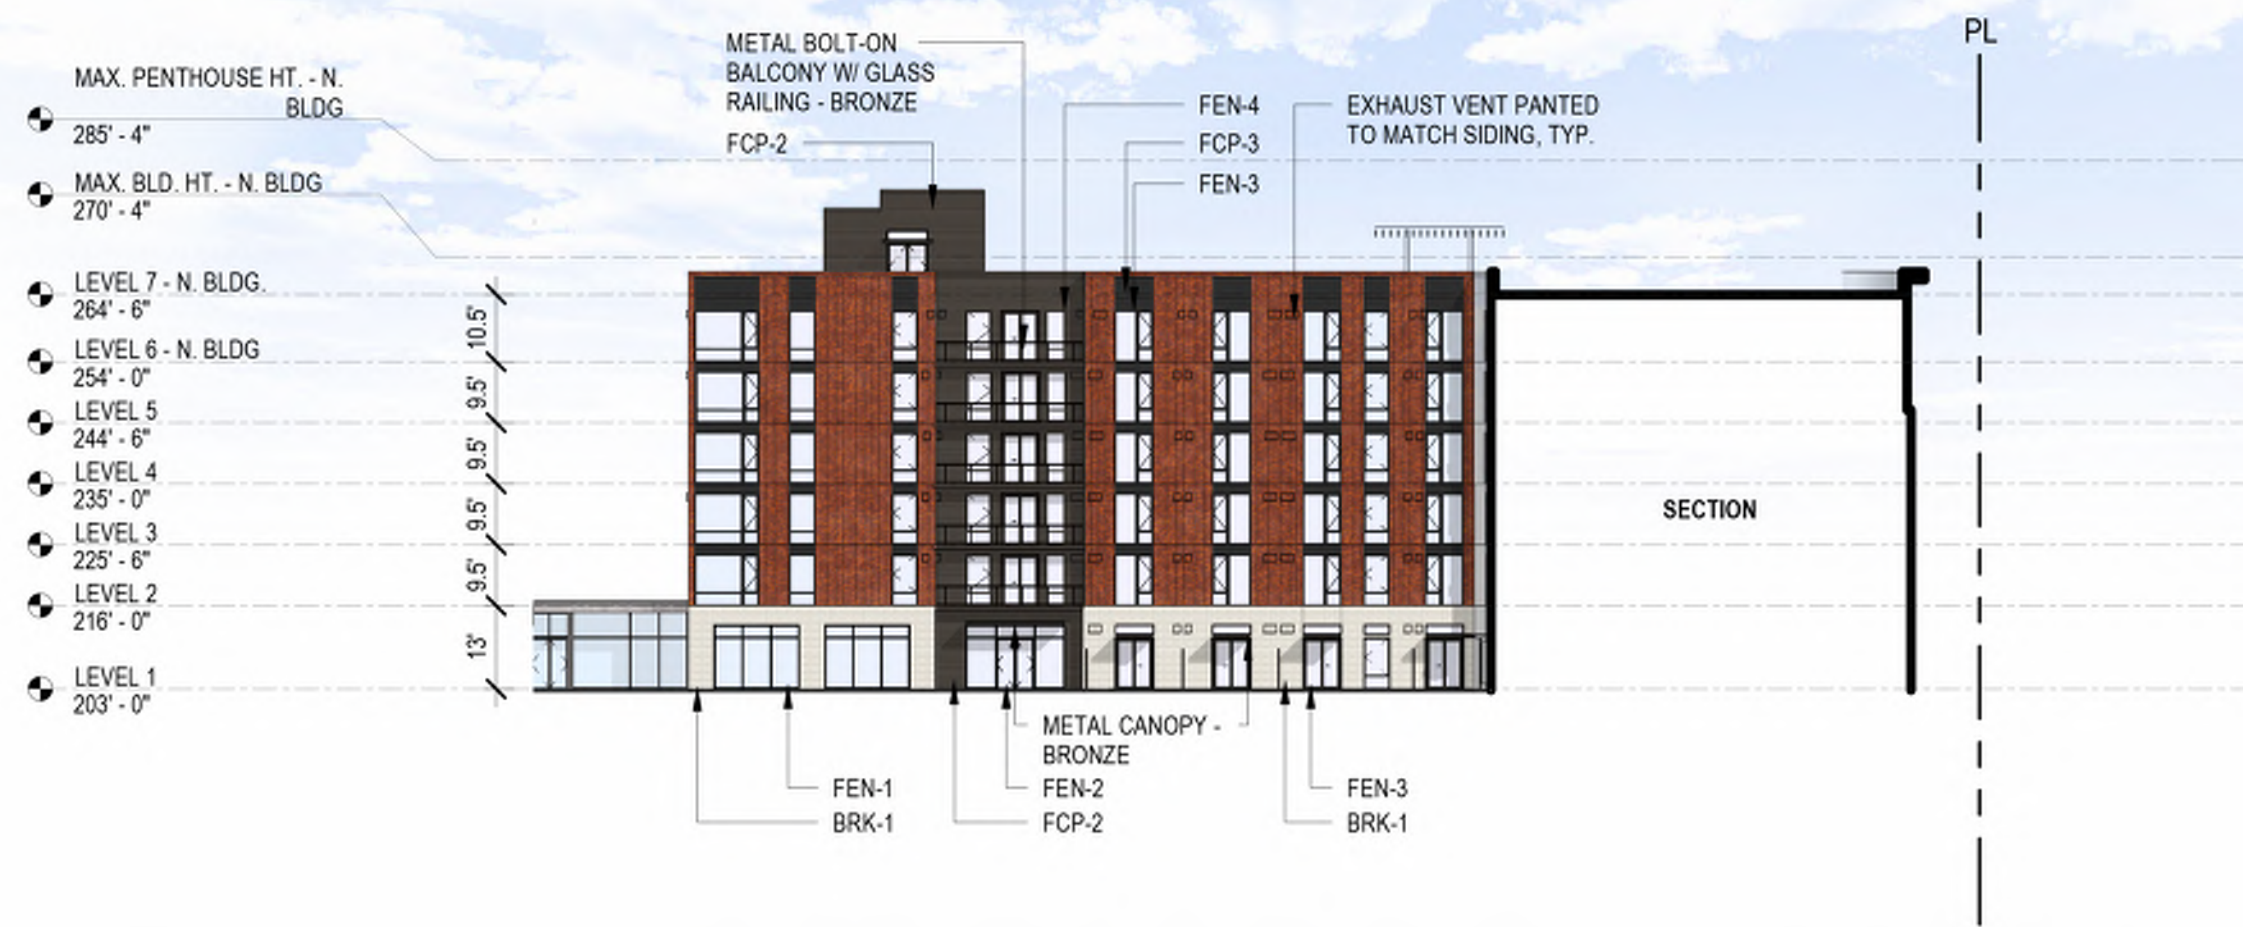 PL
METAL BOLT-ON
BALCONY W/ GLASS
RAILING - BRONZE
FCP-2
MAX. PENTHOUSE HT. - N.
BLDG
285' - 4"
MAX. BLD. HT. - N. BLDG
270' - 4"
LEVEL 7 - N. BLDG.
264' - 6"
LEVEL 6 - N. BLDG
254' - 0"
LEVEL 5
244' - 6"
LEVEL 4
235' - 0"
LEVEL 3
225' - 6"
LEVEL 2
216' - 0"
LEVEL 1
203' - 0"
10.5'
9.5'
9.5'
9.5'
9.5'
13'
FEN-4
FCP-3
FEN-3
EXHAUST VENT PANTED
TO MATCH SIDING, TYP.
SECTION
METAL CANOPY -
BRONZE
FEN-1
BRK-1
FEN-2
FCP-2
FEN-3
BRK-1